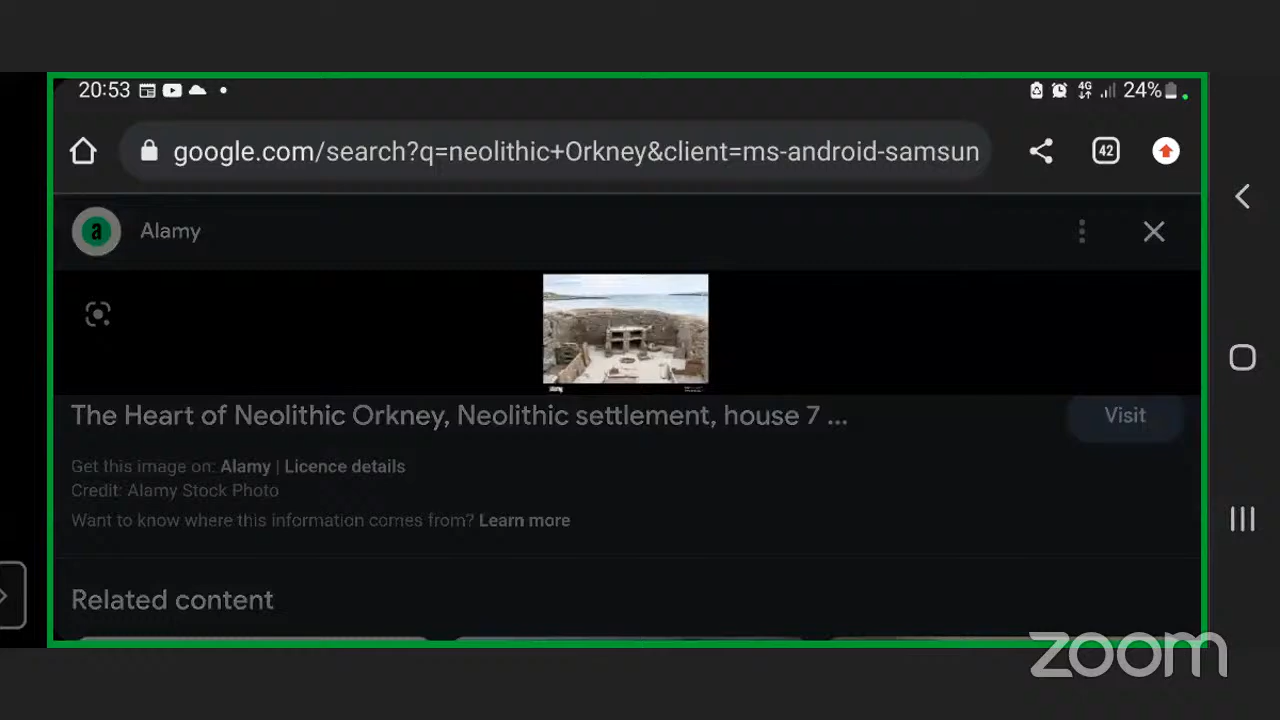 20:53
4G
24%
google.com/search?q=neolithic+Orkney&client=ms-android-samsun
42
a Alamy
The Heart of Neolithic Orkney, Neolithic settlement, house 7 ...
Visit
Get this image on: Alamy | Licence details
Credit: Alamy Stock Photo
Want to know where this information comes from? Learn more
Related content
zoom